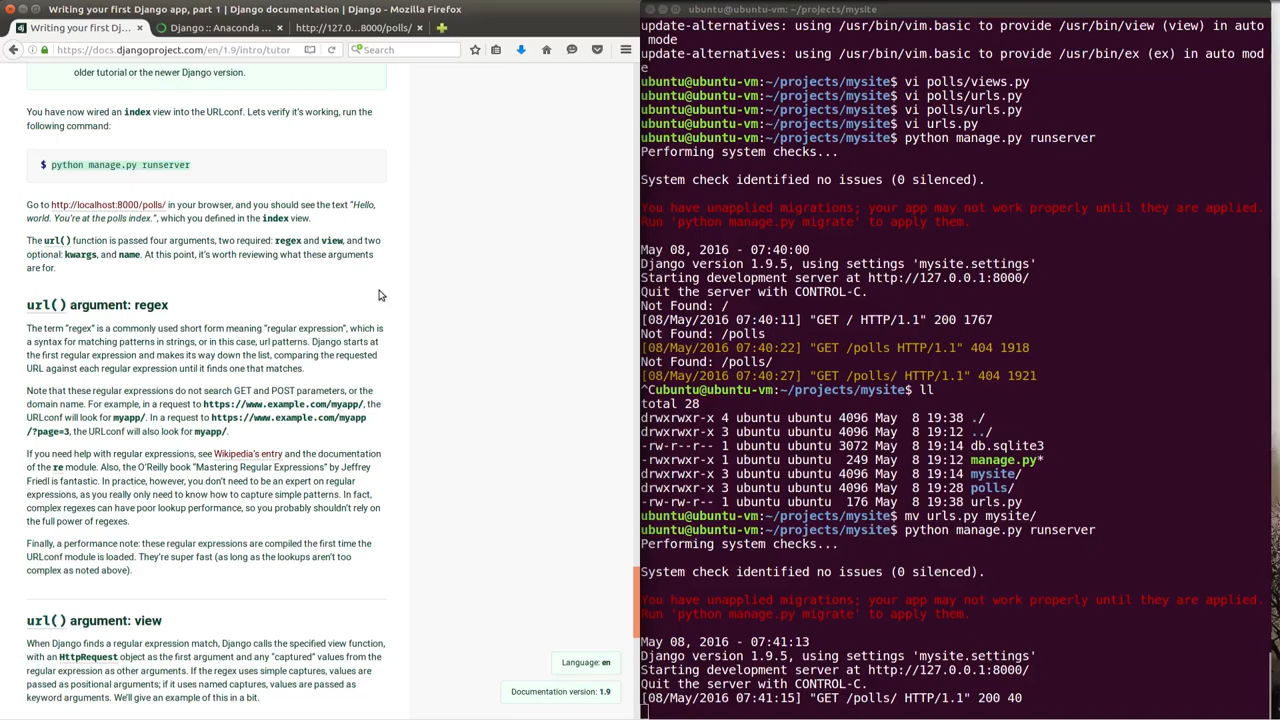 Writing your first Django app, part 1 | Django documentation | Django - Mozilla Firefox
Writing your first Dj... × Django :: Anaconda ... × http://127.0...8000/polls/ ×
https://docs.djangoproject.com/en/1.9/intro/tutor
Search
older tutorial or the newer Django version.
You have now wired an index view into the URLconf. Lets verify it's working, run the
following command:
$ python manage.py runserver
Go to http://localhost:8000/polls/ in your browser, and you should see the text “Hello,
world. You're at the polls index.”, which you defined in the index view.
The url() function is passed four arguments, two required: regex and view, and two
optional: kwargs, and name. At this point, it's worth reviewing what these arguments
are for.
url() argument: regex
The term “regex” is a commonly used short form meaning “regular expression”, which is
a syntax for matching patterns in strings, or in this case, url patterns. Django starts at
the first regular expression and makes its way down the list, comparing the requested
URL against each regular expression until it finds one that matches.
Note that these regular expressions do not search GET and POST parameters, or the
domain name. For example, in a request to https://www.example.com/myapp/, the
URLconf will look for myapp/. In a request to https://www.example.com/myapp
/?page=3, the URLconf will also look for myapp/.
If you need help with regular expressions, see Wikipedia's entry and the documentation
of the re module. Also, the O'Reilly book “Mastering Regular Expressions” by Jeffrey
Friedl is fantastic. In practice, however, you don't need to be an expert on regular
expressions, as you really only need to know how to capture simple patterns. In fact,
complex regexes can have poor lookup performance, so you probably shouldn't rely on
the full power of regexes.
Finally, a performance note: these regular expressions are compiled the first time the
URLconf module is loaded. They're super fast (as long as the lookups aren't too
complex as noted above).
url() argument: view
When Django finds a regular expression match, Django calls the specified view function,
with an HttpRequest object as the first argument and any “captured” values from the
regular expression as other arguments. If the regex uses simple captures, values are
passed as positional arguments; if it uses named captures, values are passed as
keyword arguments. We'll give an example of this in a bit.
Language: en
Documentation version: 1.9
ubuntu@ubuntu-vm: ~/projects/mysite
update-alternatives: using /usr/bin/vim.basic to provide /usr/bin/view (view) in auto
mode
update-alternatives: using /usr/bin/vim.basic to provide /usr/bin/ex (ex) in auto mod
e
ubuntu@ubuntu-vm:~/projects/mysite$ vi polls/views.py
ubuntu@ubuntu-vm:~/projects/mysite$ vi polls/urls.py
ubuntu@ubuntu-vm:~/projects/mysite$ vi polls/urls.py
ubuntu@ubuntu-vm:~/projects/mysite$ vi urls.py
ubuntu@ubuntu-vm:~/projects/mysite$ python manage.py runserver
Performing system checks...
System check identified no issues (0 silenced).
You have unapplied migrations; your app may not work properly until they are applied.
Run 'python manage.py migrate' to apply them.
May 08, 2016 - 07:40:00
Django version 1.9.5, using settings 'mysite.settings'
Starting development server at http://127.0.0.1:8000/
Quit the server with CONTROL-C.
Not Found: /
[08/May/2016 07:40:11] "GET / HTTP/1.1" 200 1767
Not Found: /polls
[08/May/2016 07:40:22] "GET /polls HTTP/1.1" 404 1918
Not Found: /polls/
[08/May/2016 07:40:27] "GET /polls/ HTTP/1.1" 404 1921
^Cubuntu@ubuntu-vm:~/projects/mysite$ ll
total 28
drwxrwxr-x 4 ubuntu ubuntu 4096 May  8 19:38 ./
drwxrwxr-x 3 ubuntu ubuntu 4096 May  8 19:12 ../
-rw-r--r-- 1 ubuntu ubuntu 3072 May  8 19:14 db.sqlite3
-rwxrwxr-x 1 ubuntu ubuntu  249 May  8 19:12 manage.py*
drwxrwxr-x 3 ubuntu ubuntu 4096 May  8 19:14 mysite/
drwxrwxr-x 3 ubuntu ubuntu 4096 May  8 19:28 polls/
-rw-rw-r-- 1 ubuntu ubuntu  176 May  8 19:38 urls.py
ubuntu@ubuntu-vm:~/projects/mysite$ mv urls.py mysite/
ubuntu@ubuntu-vm:~/projects/mysite$ python manage.py runserver
Performing system checks...
System check identified no issues (0 silenced).
You have unapplied migrations; your app may not work properly until they are applied.
Run 'python manage.py migrate' to apply them.
May 08, 2016 - 07:41:13
Django version 1.9.5, using settings 'mysite.settings'
Starting development server at http://127.0.0.1:8000/
Quit the server with CONTROL-C.
[08/May/2016 07:41:15] "GET /polls/ HTTP/1.1" 200 40